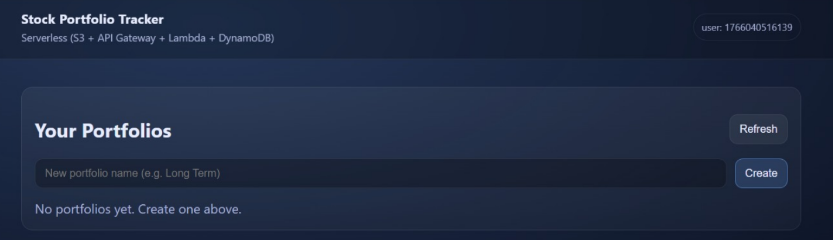 Stock Portfolio Tracker
Serverless (S3 + API Gateway + Lambda + DynamoDB)
user: 1766040516139
Your Portfolios
Refresh
New portfolio name (e.g. Long Term)
Create
No portfolios yet. Create one above.